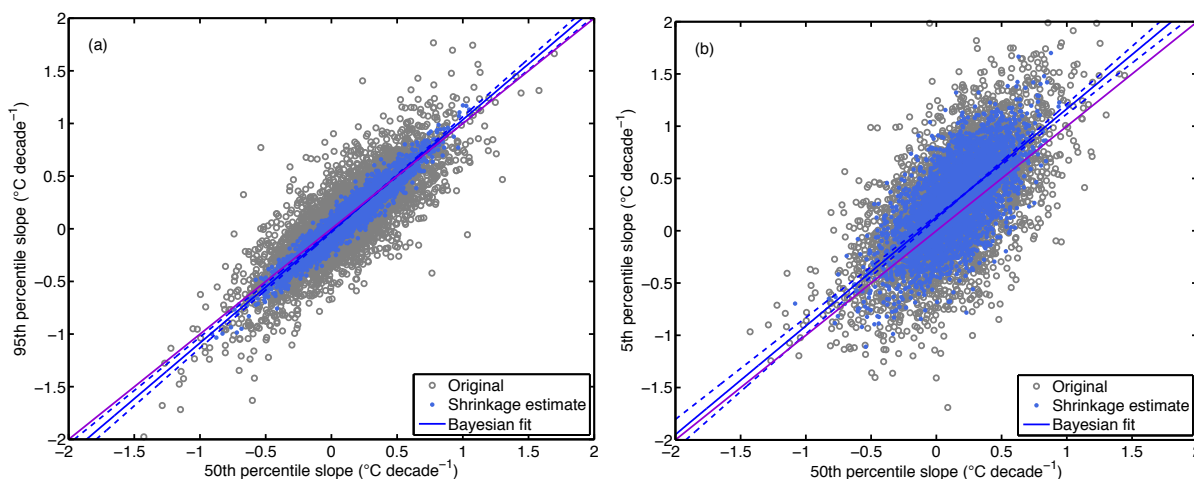 (a)
95th percentile slope (°C decade⁻¹)
2
1.5
1
0.5
0
−0.5
−1
−1.5
−2
−2 −1.5 −1 −0.5 0 0.5 1 1.5 2
50th percentile slope (°C decade⁻¹)
Original
Shrinkage estimate
Bayesian fit
(b)
5th percentile slope (°C decade⁻¹)
2
1.5
1
0.5
0
−0.5
−1
−1.5
−2
−2 −1.5 −1 −0.5 0 0.5 1 1.5 2
50th percentile slope (°C decade⁻¹)
Original
Shrinkage estimate
Bayesian fit